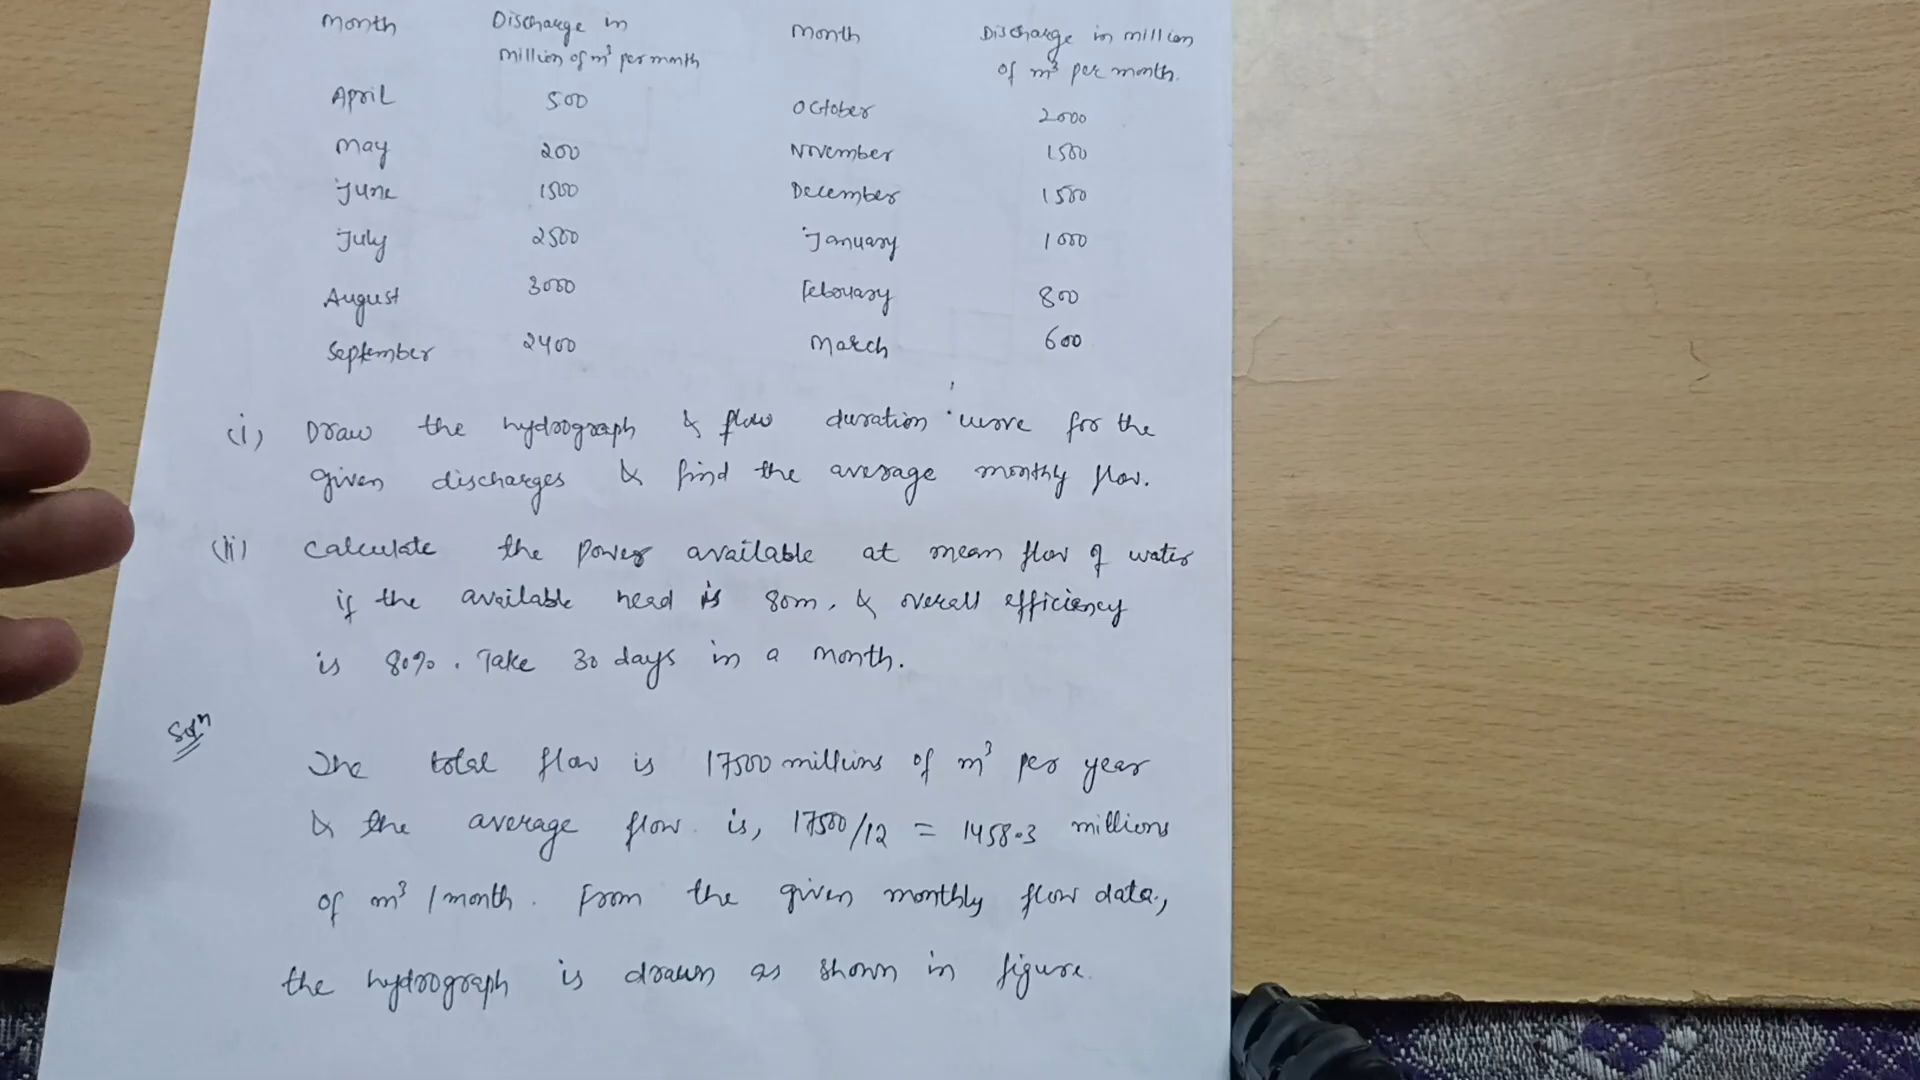 Month Discharge in million of m³ per month Month Discharge in million of m³ per month.
April 500 October 2000
May 200 November 1500
June 1500 December 1500
July 2500 January 1000
August 3000 Febouary 800
September 2400 March 600
(i) Draw the hydrograph & flow duration curve for the
given discharges & find the average monthly flow.
(ii) Calculate the power available at mean flow of water
if the available head is 80m, & overall efficiency
is 80%. Take 30 days in a month.
Solⁿ
The total flow is 17500 millions of m³ per year
& the average flow is, 17500/12 = 1458.3 millions
of m³ /month. From the given monthly flow data,
the hydrograph is drawn as shown in figure.